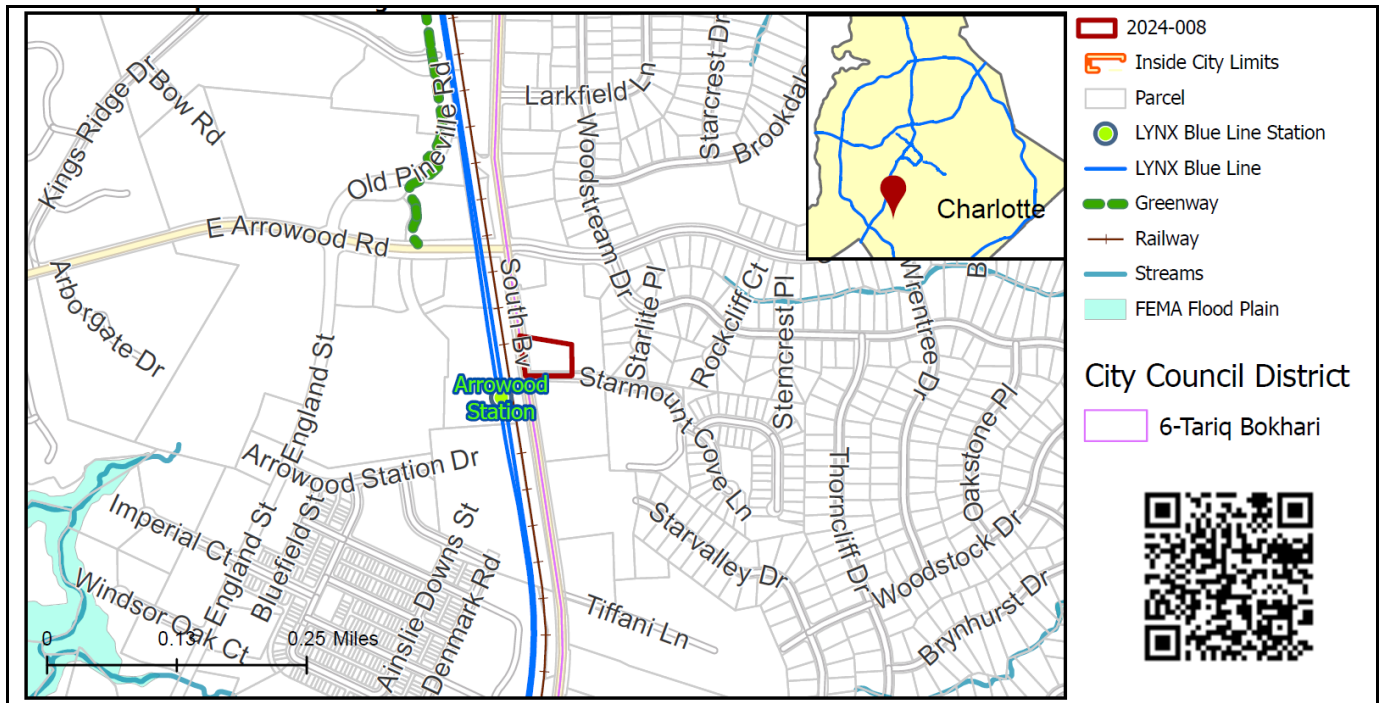 Larkfield Ln
Starcrest Dr
Brookdale
Woodstream Dr
Kings Ridge Dr
Bow Rd
Old Pineville Rd
E Arrowood Rd
South Bv
Arborgate Dr
England St
Arrowood
Station
Starlite Pl
Rockcliff Ct
Sterncrest Pl
Wrentree Dr
Starmount Cove Ln
Oakstone Pl
Arrowood Station Dr
Thorncliff Dr
Imperial Ct
England St
Bluefield St
Ainslie Downs St
Denmark Rd
Starvalley Dr
Woodstock Dr
Brynhurst Dr
Windsor Oak Ct
Tiffani Ln
0 0.13 0.25 Miles
Charlotte
2024-008
Inside City Limits
Parcel
LYNX Blue Line Station
LYNX Blue Line
Greenway
Railway
Streams
FEMA Flood Plain
City Council District
6-Tariq Bokhari